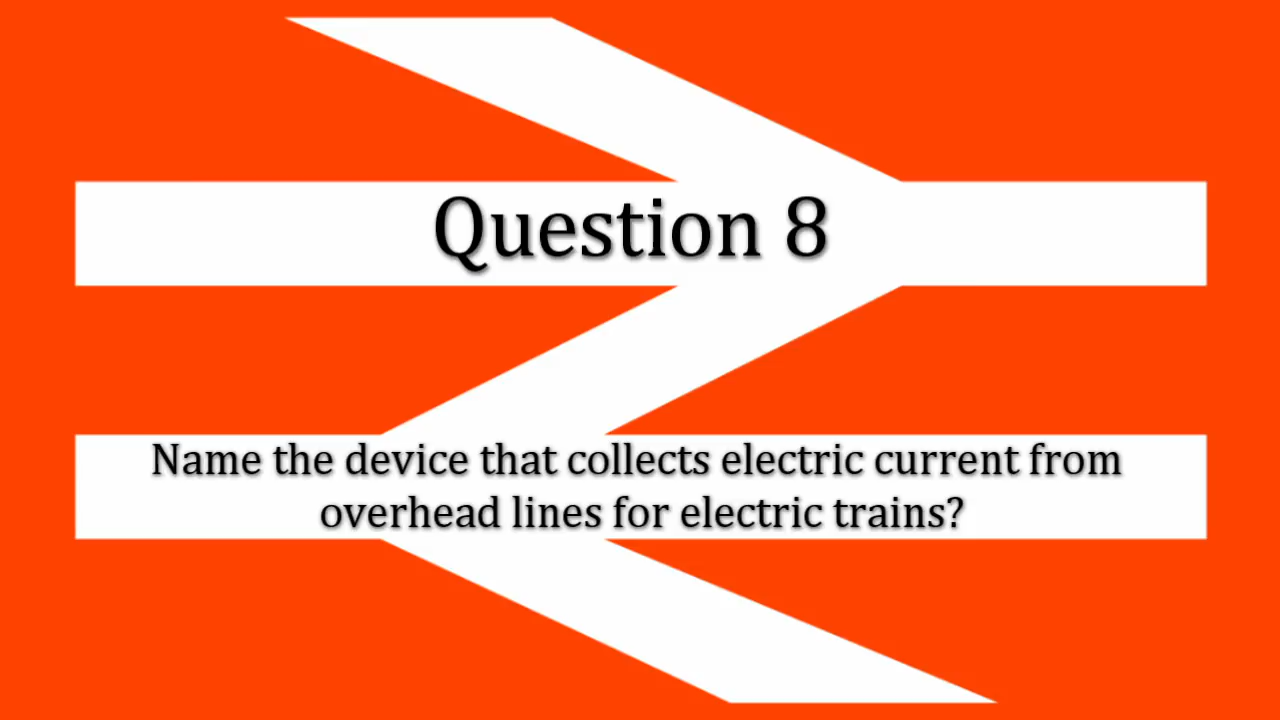 Question 8
Name the device that collects electric current from
overhead lines for electric trains?